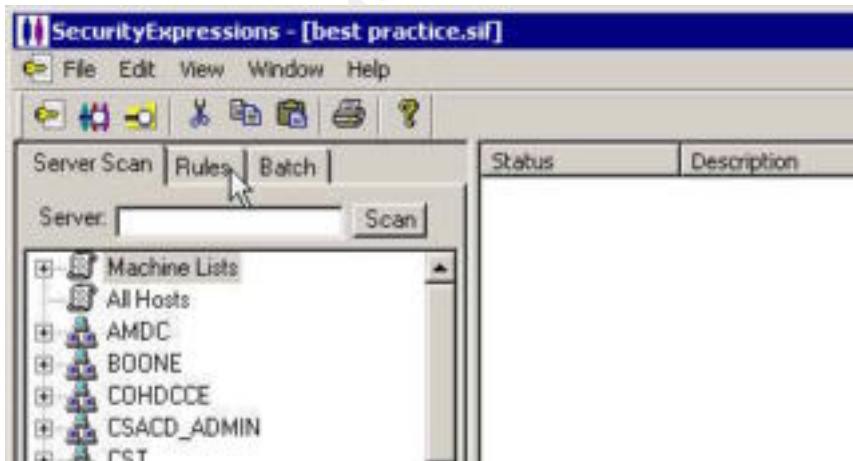 SecurityExpressions - [best practice.sif]
File Edit View Window Help
Server Scan Rules Batch
Status Description
Server: Scan
Machine Lists
All Hosts
AMDC
BOONE
COHDCCE
CSACD_ADMIN
CST